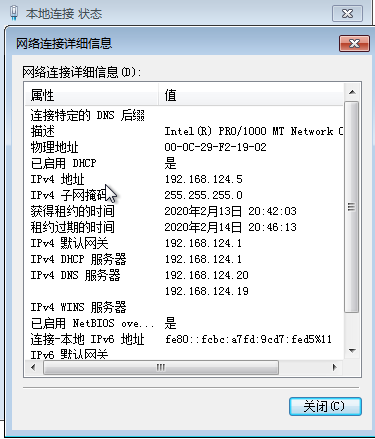 本地连接 状态
网络连接详细信息
网络连接详细信息(D):
属性 值
连接特定的 DNS 后缀
描述 Intel(R) PRO/1000 MT Network C
物理地址 00-0C-29-F2-19-02
已启用 DHCP 是
IPv4 地址 192.168.124.5
IPv4 子网掩码 255.255.255.0
获得租约的时间 2020年2月13日 20:42:03
租约过期的时间 2020年2月14日 20:46:13
IPv4 默认网关 192.168.124.1
IPv4 DHCP 服务器 192.168.124.1
IPv4 DNS 服务器 192.168.124.20
192.168.124.19
IPv4 WINS 服务器
已启用 NetBIOS ove... 是
连接-本地 IPv6 地址 fe80::fcbc:a7fd:9cd7:fed5%11
IPv6 默认网关
关闭(C)